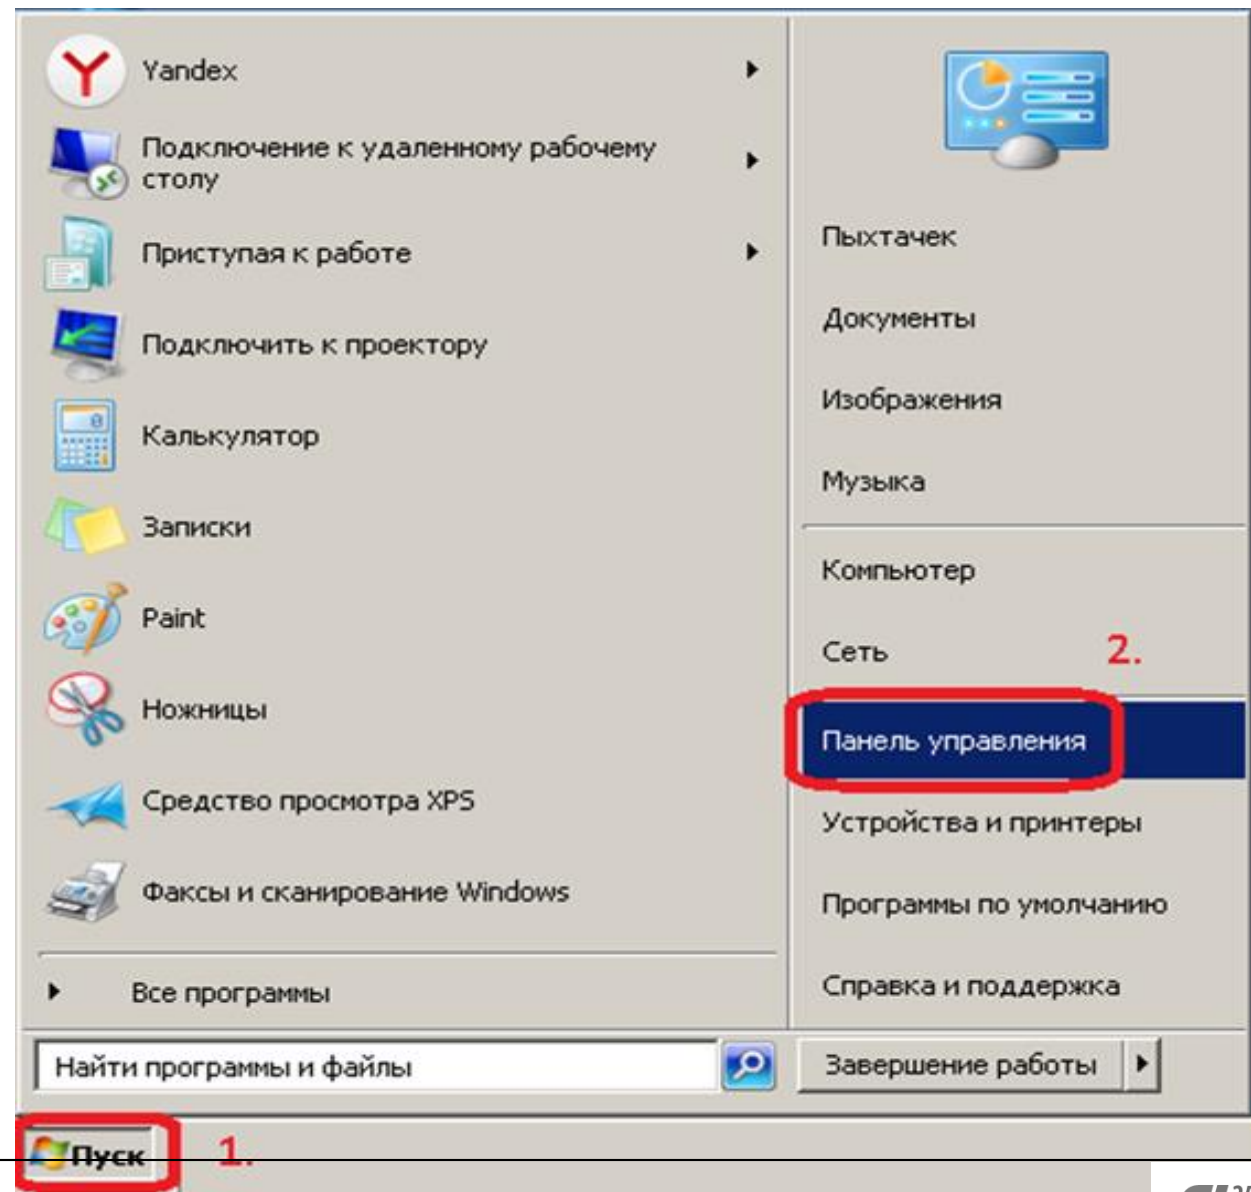 Yandex
Подключение к удаленному рабочему
столу
Приступая к работе
Подключить к проектору
Калькулятор
Записки
Paint
Ножницы
Средство просмотра XPS
Факсы и сканирование Windows
Все программы
Найти программы и файлы
Пыхтачек
Документы
Изображения
Музыка
Компьютер
Сеть
2.
Панель управления
Устройства и принтеры
Программы по умолчанию
Справка и поддержка
Завершение работы
Пуск
1.